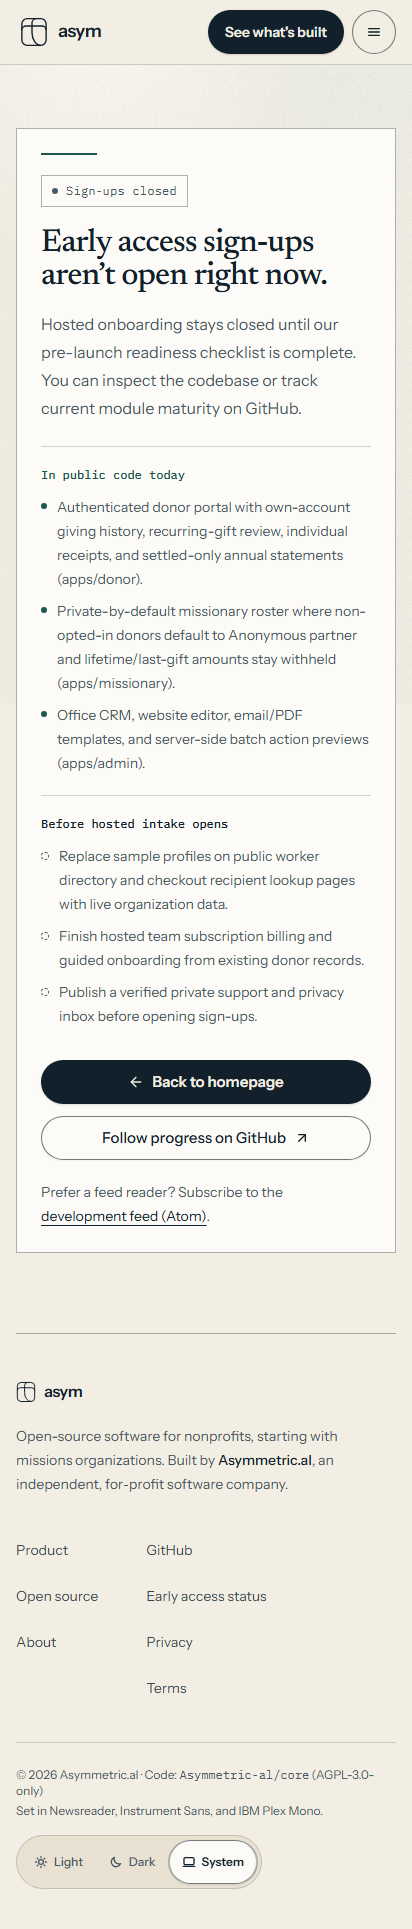 asym
See what's built
Sign-ups closed
Early access sign-ups
aren't open right now.
Hosted onboarding stays closed until our
pre-launch readiness checklist is complete.
You can inspect the codebase or track
current module maturity on GitHub.
In public code today
Authenticated donor portal with own-account
giving history, recurring-gift review, individual
receipts, and settled-only annual statements
(apps/donor).
Private-by-default missionary roster where non-
opted-in donors default to Anonymous partner
and lifetime/last-gift amounts stay withheld
(apps/missionary).
Office CRM, website editor, email/PDF
templates, and server-side batch action previews
(apps/admin).
Before hosted intake opens
Replace sample profiles on public worker
directory and checkout recipient lookup pages
with live organization data.
Finish hosted team subscription billing and
guided onboarding from existing donor records.
Publish a verified private support and privacy
inbox before opening sign-ups.
← Back to homepage
Follow progress on GitHub ↗
Prefer a feed reader? Subscribe to the
development feed (Atom).
asym
Open-source software for nonprofits, starting with
missions organizations. Built by Asymmetric.al, an
independent, for-profit software company.
Product
GitHub
Open source
Early access status
About
Privacy
Terms
© 2026 Asymmetric.al · Code: Asymmetric-al/core (AGPL-3.0-
only)
Set in Newsreader, Instrument Sans, and IBM Plex Mono.
Light
Dark
System